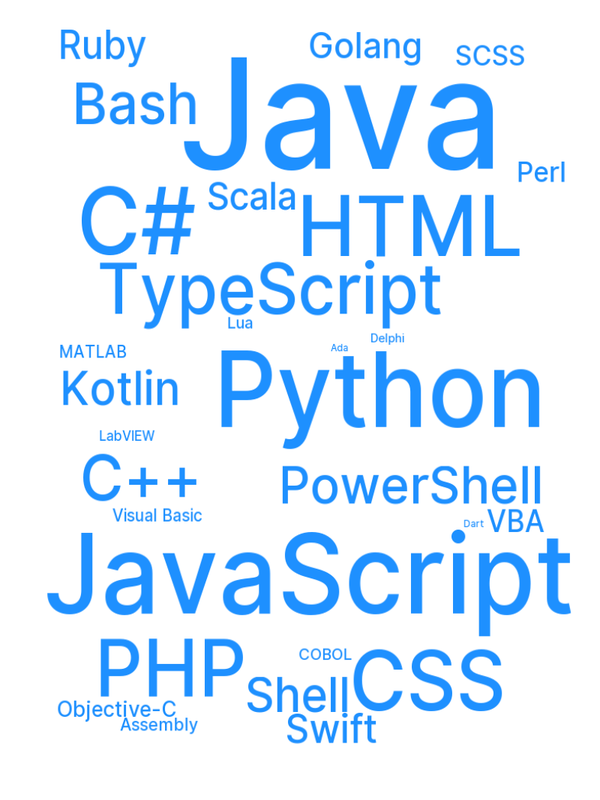 Ruby
Golang
SCSS
Java
Bash
Perl
C#
Scala
HTML
TypeScript
Lua
Delphi
Ada
MATLAB
Python
Kotlin
LabVIEW
C++
PowerShell
Visual Basic
Dart
VBA
JavaScript
PHP
COBOL
CSS
Shell
Objective-C
Assembly
Swift